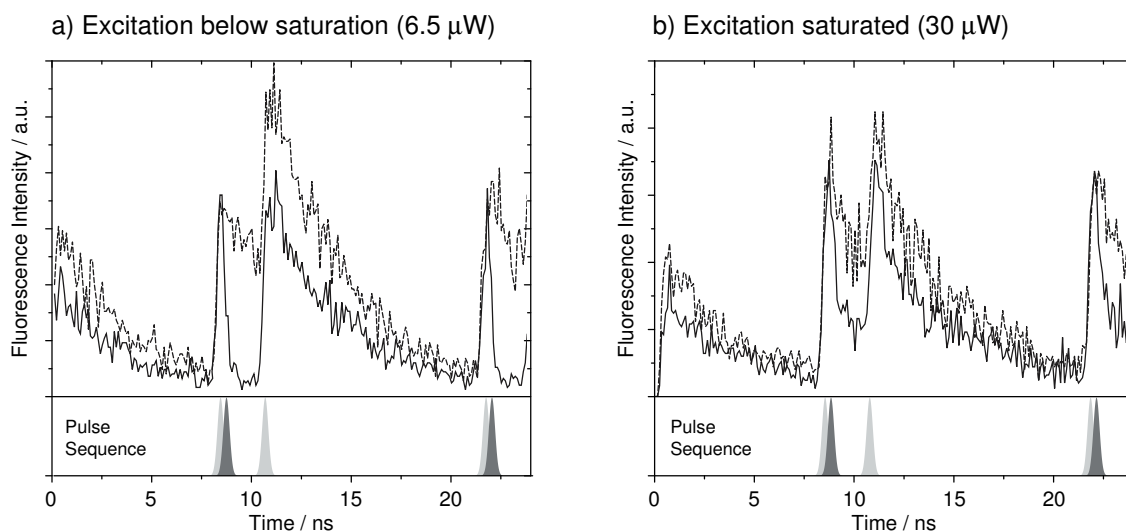 a) Excitation below saturation (6.5 μW)
Fluorescence Intensity / a.u.
Pulse
Sequence
0 5 10 15 20
Time / ns
b) Excitation saturated (30 μW)
Fluorescence Intensity / a.u.
Pulse
Sequence
0 5 10 15 20
Time / ns